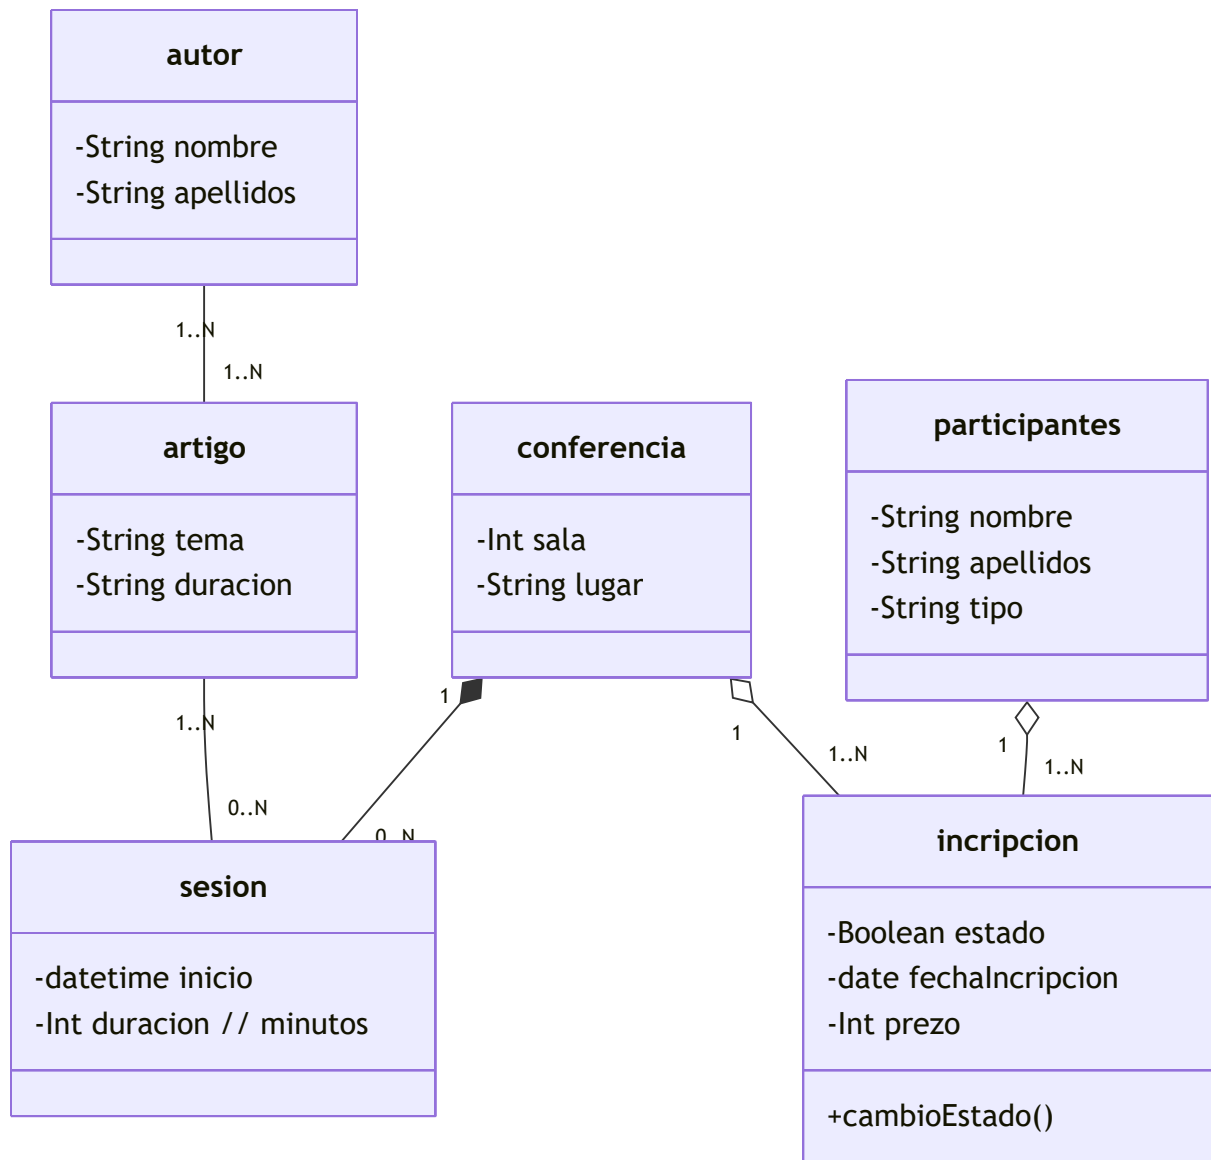 autor
-String nombre
-String apellidos
1..N
1..N
artigo
-String tema
-String duracion
conferencia
-Int sala
-String lugar
participantes
-String nombre
-String apellidos
-String tipo
1..N
0..N
1
0..N
1
1..N
1
1..N
sesion
-datetime inicio
-Int duracion // minutos
incripcion
-Boolean estado
-date fechaIncripcion
-Int prezo
+cambioEstado()